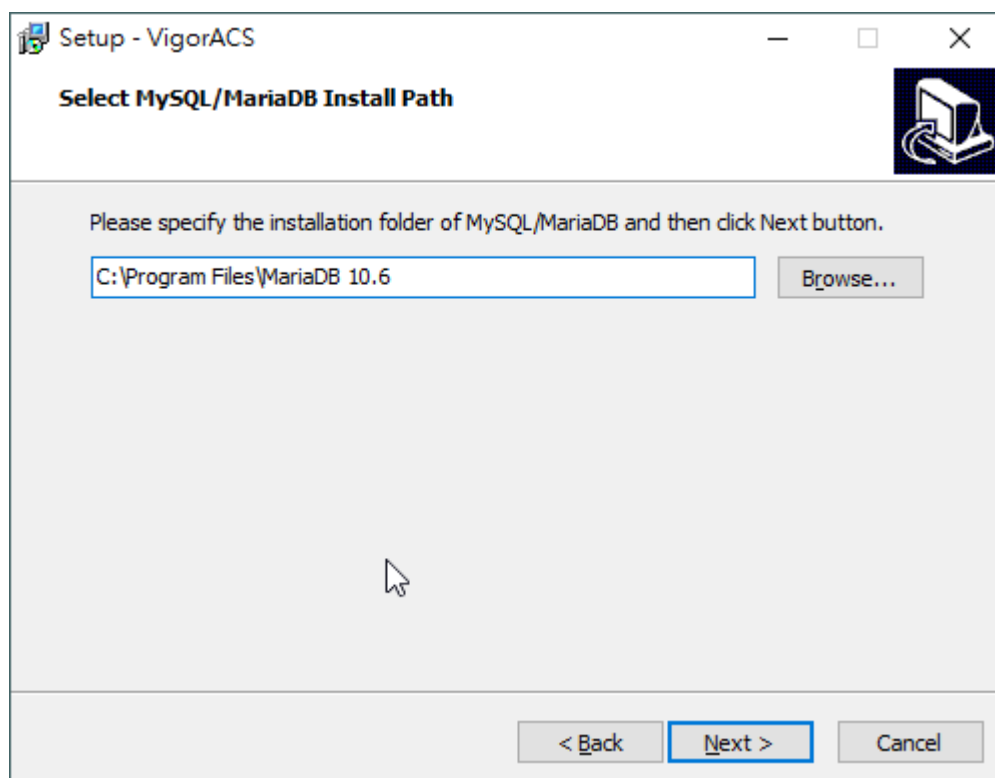 Setup - VigorACS
Select MySQL/MariaDB Install Path
Please specify the installation folder of MySQL/MariaDB and then click Next button.
C:\Program Files\MariaDB 10.6
Browse...
< Back
Next >
Cancel